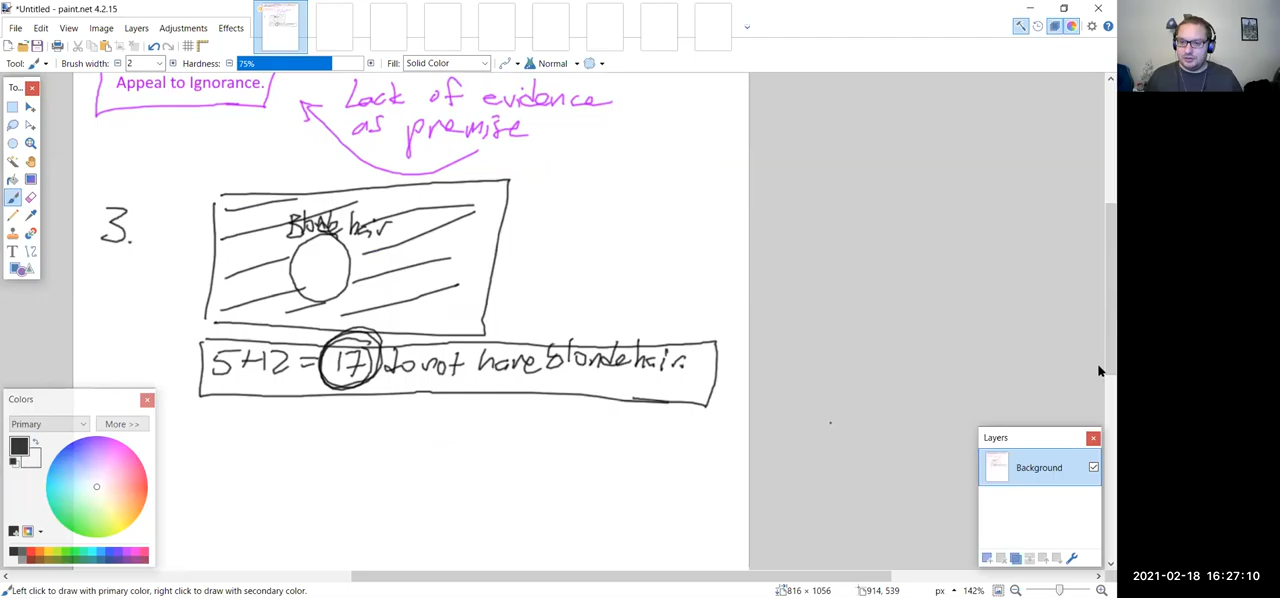 *Untitled - paint.net 4.2.15
File Edit View Image Layers Adjustments Effects
Tool: Brush width: 2 Hardness: 75% Fill: Solid Color Normal
To...
Appeal to Ignorance.
Lack of evidence
as premise
3.
Blonde hair
5+12 = 17 do not have blonde hair.
Colors
Primary More >>
Layers
Background
2021-02-18 16:27:10
Left click to draw with primary color, right click to draw with secondary color. 816 x 1056 914, 539 px 142%